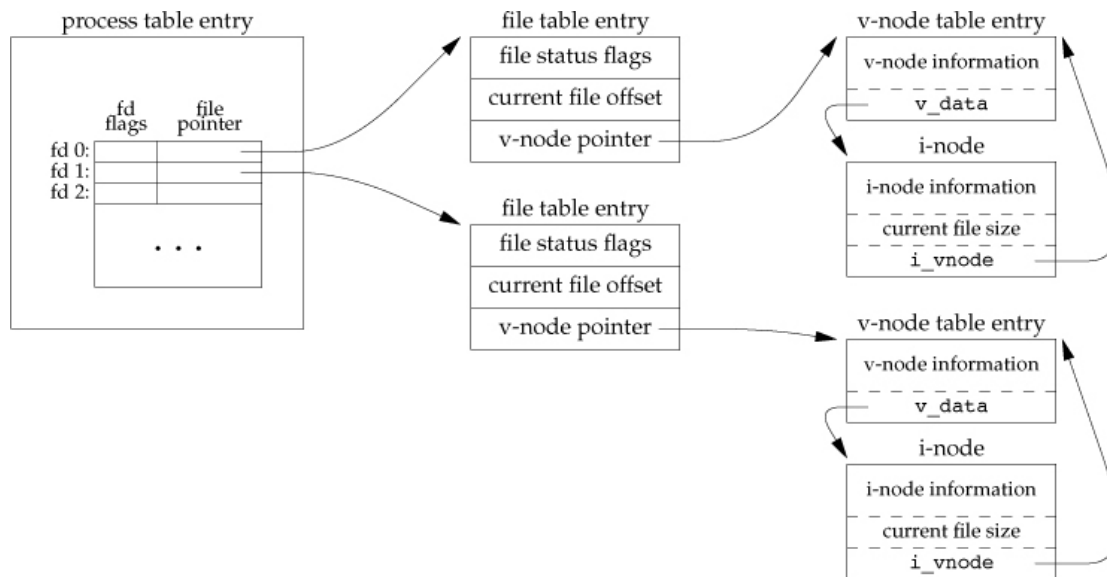 process table entry
fd
flags
file
pointer
fd 0:
fd 1:
fd 2:
. . .
file table entry
file status flags
current file offset
v-node pointer
file table entry
file status flags
current file offset
v-node pointer
v-node table entry
v-node information
v_data
i-node
i-node information
current file size
i_vnode
v-node table entry
v-node information
v_data
i-node
i-node information
current file size
i_vnode